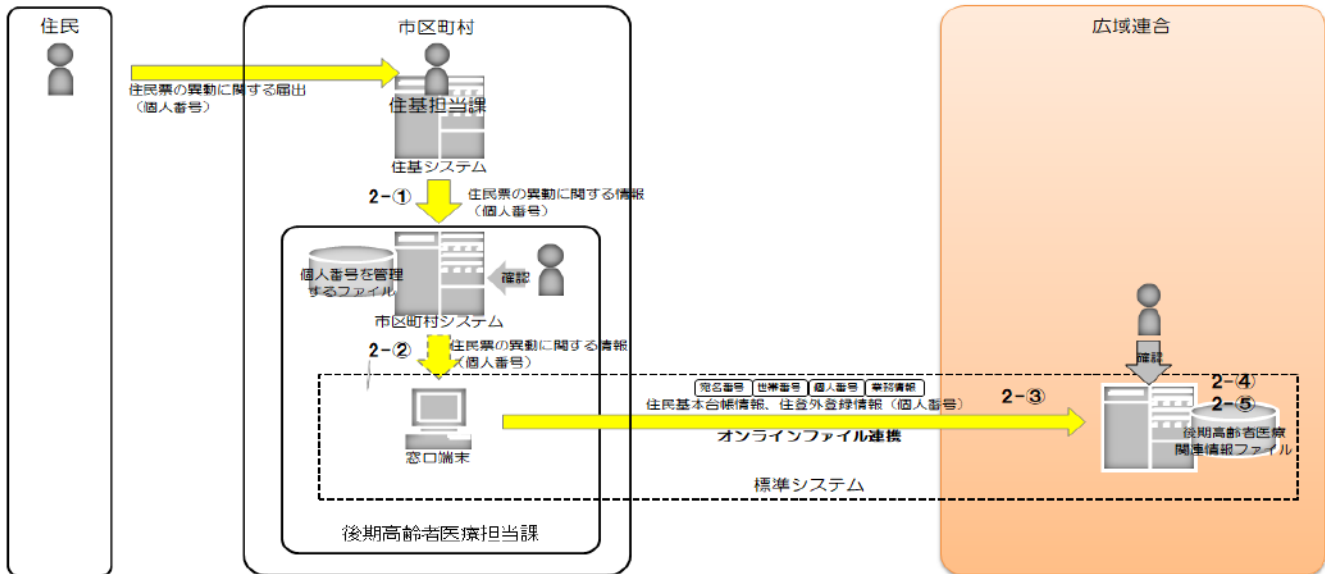 住民
市区町村
広域連合
住民票の異動に関する届出
（個人番号）
住基担当課
住基システム
2-①
住民票の異動に関する情報
（個人番号）
個人番号を管理
するファイル
確認
市区町村システム
2-②
住民票の異動に関する情報
（個人番号）
確認
宛名番号
世帯番号
個人番号
業務情報
住民基本台帳情報、住登外登録情報（個人番号）
2-③
2-④
2-⑤
オンラインファイル連携
後期高齢者医療
関連情報ファイル
窓口端末
標準システム
後期高齢者医療担当課